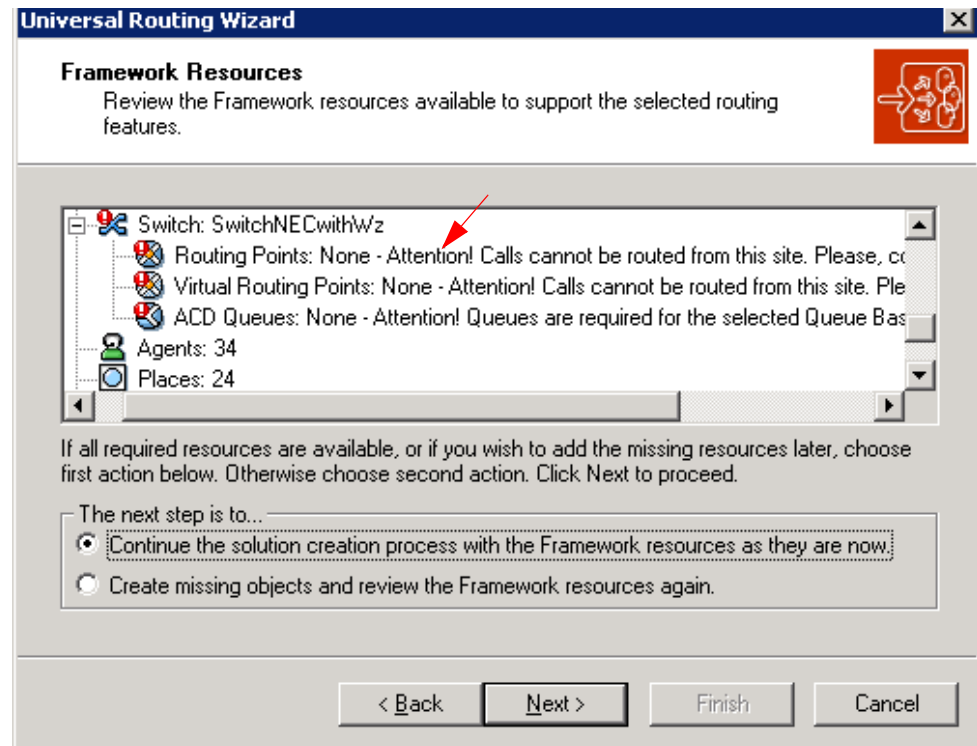 Universal Routing Wizard
Framework Resources
Review the Framework resources available to support the selected routing
features.
Switch: SwitchNECwithWz
Routing Points: None - Attention! Calls cannot be routed from this site. Please, co
Virtual Routing Points: None - Attention! Calls cannot be routed from this site. Ple
ACD Queues: None - Attention! Queues are required for the selected Queue Bas
Agents: 34
Places: 24
If all required resources are available, or if you wish to add the missing resources later, choose
first action below. Otherwise choose second action. Click Next to proceed.
The next step is to...
Continue the solution creation process with the Framework resources as they are now.
Create missing objects and review the Framework resources again.
< Back
Next >
Finish
Cancel